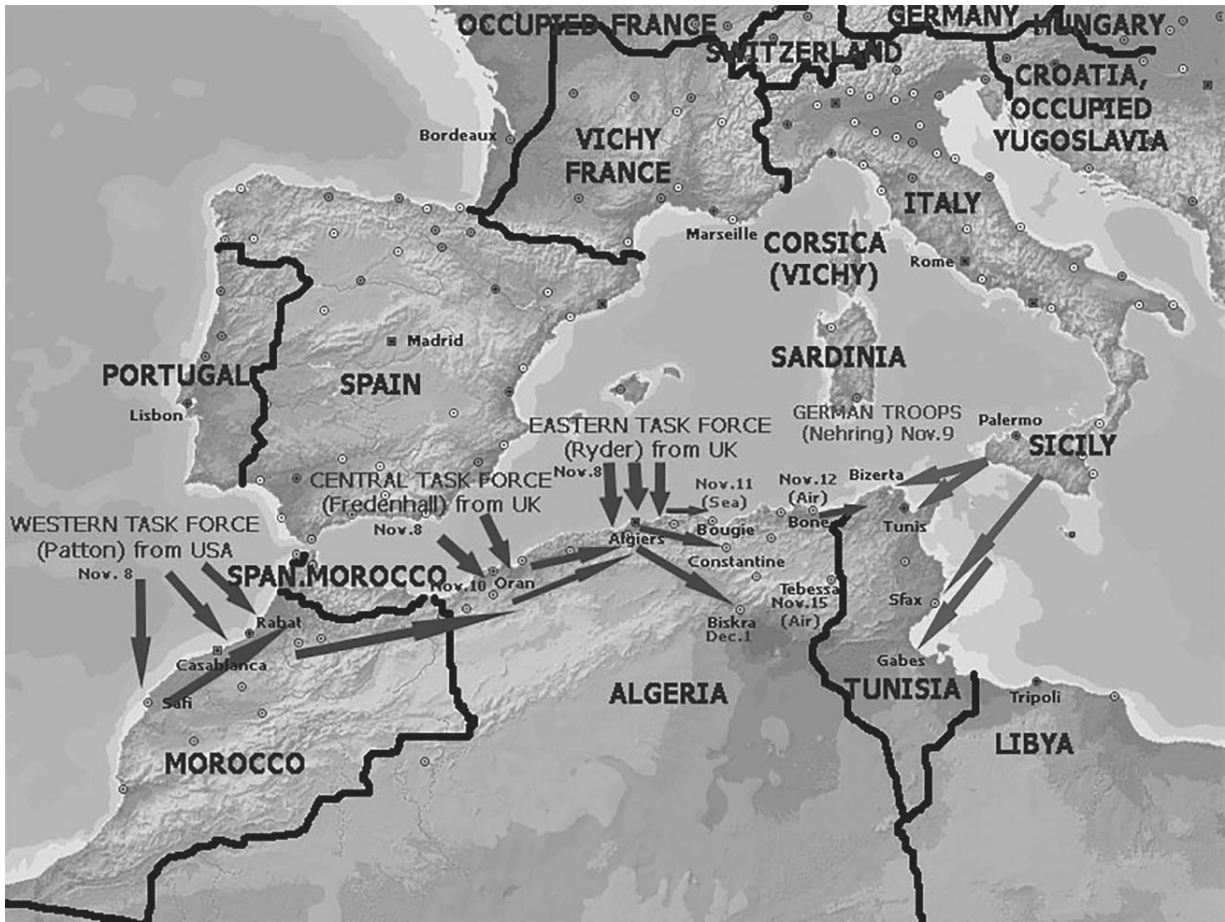 OCCUPIED FRANCE
GERMANY
HUNGARY
SWITZERLAND
CROATIA,
OCCUPIED
YUGOSLAVIA
Bordeaux
VICHY
FRANCE
ITALY
Marseille
CORSICA
(VICHY)
Rome
Madrid
PORTUGAL
SPAIN
SARDINIA
Lisbon
EASTERN TASK FORCE
(Ryder) from UK
Nov.8
GERMAN TROOPS
(Nehring) Nov.9
Palermo
SICILY
CENTRAL TASK FORCE
(Fredenhall) from UK
Nov.8
Nov.11
(Sea)
Nov.12
(Air)
Bizerta
WESTERN TASK FORCE
(Patton) from USA
Nov. 8
Bougie
Bone
Tunis
Algiers
Constantine
SPAN.MOROCCO
Nov.10
Oran
Tebessa
Nov.15
(Air)
Sfax
Rabat
Biskra
Dec.1
Casablanca
Gabes
Safi
ALGERIA
TUNISIA
Tripoli
MOROCCO
LIBYA